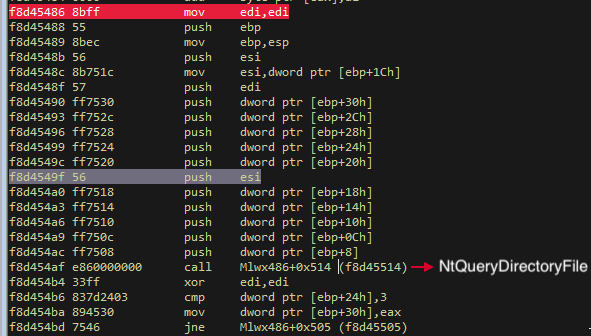 f8d45486 8bff mov edi,edi
f8d45488 55 push ebp
f8d45489 8bec mov ebp,esp
f8d4548b 56 push esi
f8d4548c 8b751c mov esi,dword ptr [ebp+1Ch]
f8d4548f 57 push edi
f8d45490 ff7530 push dword ptr [ebp+30h]
f8d45493 ff752c push dword ptr [ebp+2Ch]
f8d45496 ff7528 push dword ptr [ebp+28h]
f8d45499 ff7524 push dword ptr [ebp+24h]
f8d4549c ff7520 push dword ptr [ebp+20h]
f8d4549f 56 push esi
f8d454a0 ff7518 push dword ptr [ebp+18h]
f8d454a3 ff7514 push dword ptr [ebp+14h]
f8d454a6 ff7510 push dword ptr [ebp+10h]
f8d454a9 ff750c push dword ptr [ebp+0Ch]
f8d454ac ff7508 push dword ptr [ebp+8]
f8d454af e860000000 call Mlwx486+0x514 (f8d45514) NtQueryDirectoryFile
f8d454b4 33ff xor edi,edi
f8d454b6 837d2403 cmp dword ptr [ebp+24h],3
f8d454ba 894530 mov dword ptr [ebp+30h],eax
f8d454bd 7546 jne Mlwx486+0x505 (f8d45505)